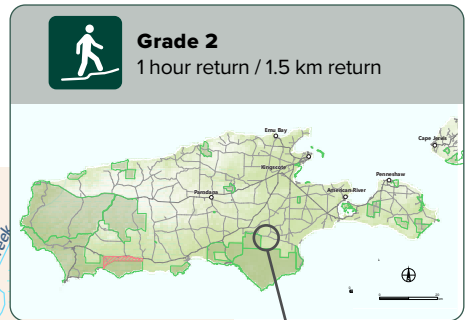 Grade 2
1 hour return / 1.5 km return
Emu Bay
Cape Jervis
Kingscote
Penneshaw
Parndana
American River